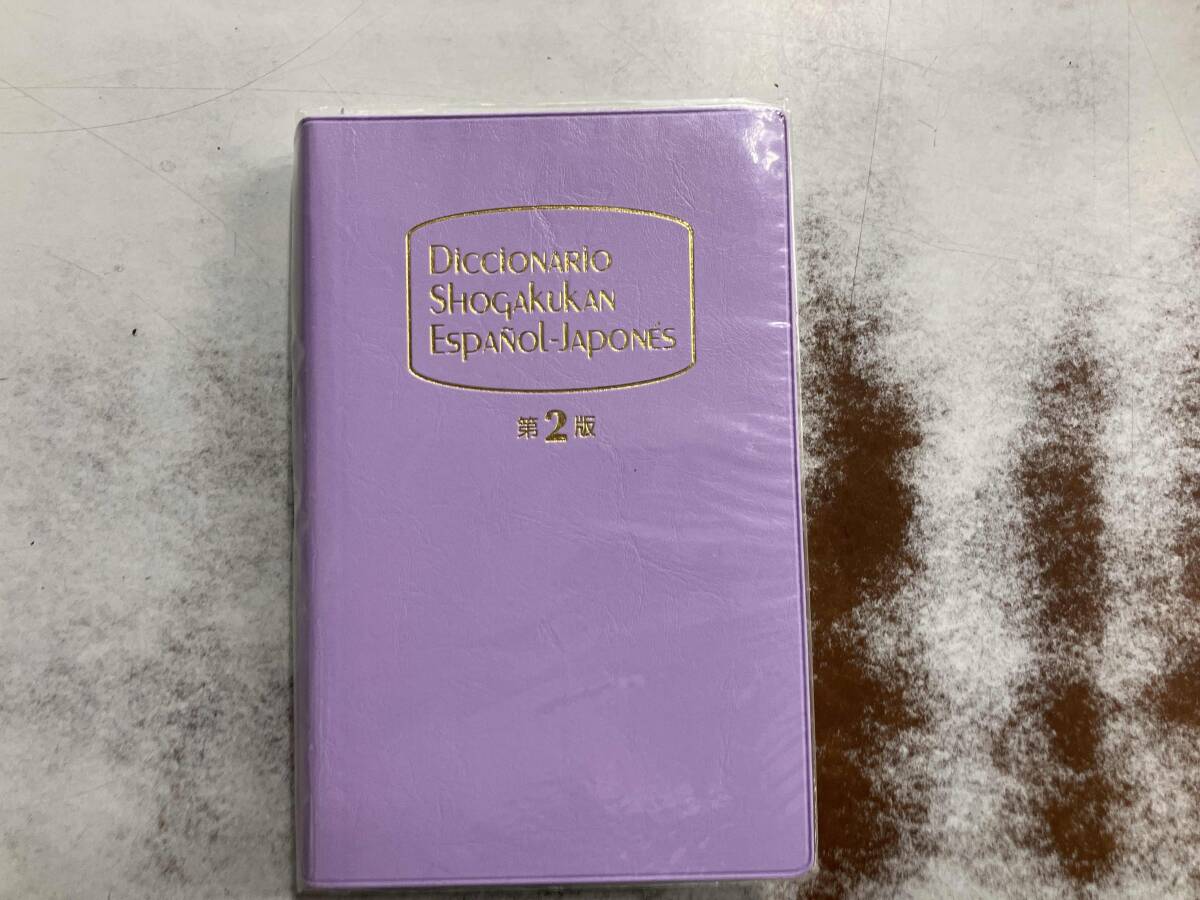 Diccionario
Shogakukan
Español-Japonés
第2版